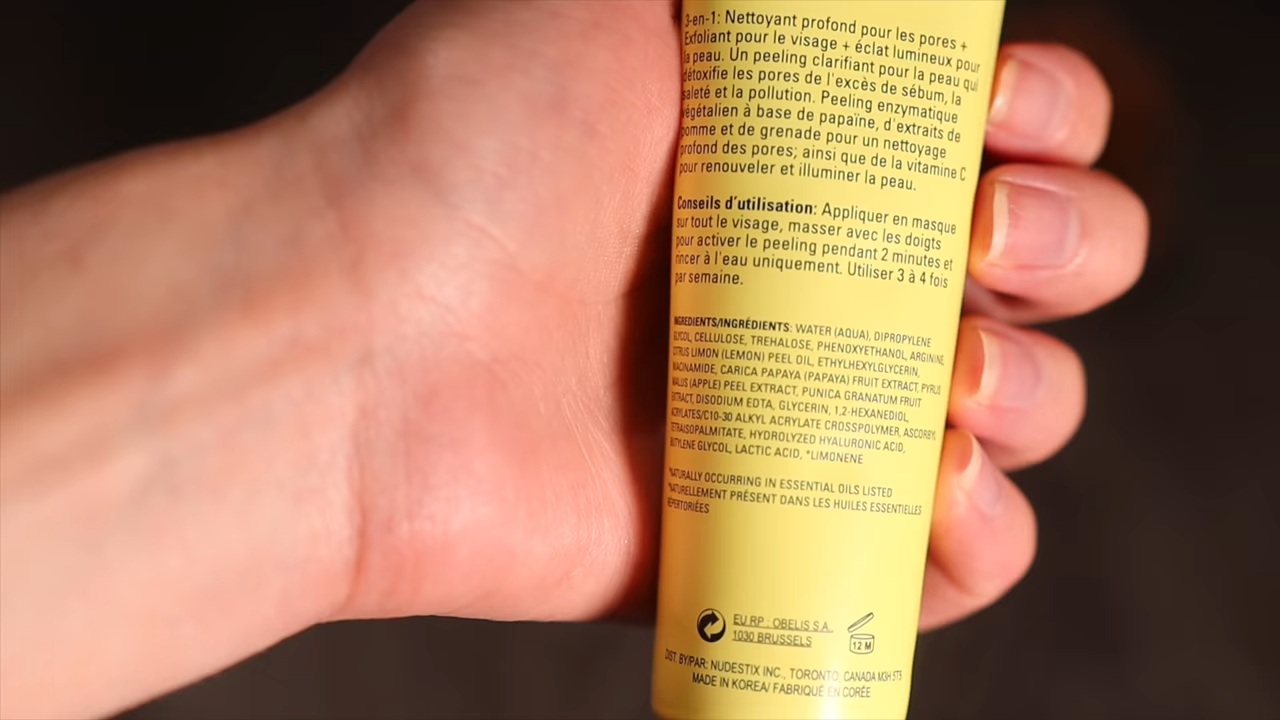 3-en-1: Nettoyant profond pour les pores +
Exfoliant pour le visage + éclat lumineux pour
la peau. Un peeling clarifiant pour la peau qui
détoxifie les pores de l'excès de sébum, la
saleté et la pollution. Peeling enzymatique
végétalien à base de papaïne, d'extraits de
pomme et de grenade pour un nettoyage
profond des pores; ainsi que de la vitamine C
pour renouveler et illuminer la peau.
Conseils d'utilisation: Appliquer en masque
sur tout le visage, masser avec les doigts
pour activer le peeling pendant 2 minutes et
rincer à l'eau uniquement. Utiliser 3 à 4 fois
par semaine.
INGREDIENTS/INGRÉDIENTS: WATER (AQUA), DIPROPYLENE
GLYCOL, CELLULOSE, TREHALOSE, PHENOXYETHANOL, ARGININE,
CITRUS LIMON (LEMON) PEEL OIL, ETHYLHEXYLGLYCERIN,
NIACINAMIDE, CARICA PAPAYA (PAPAYA) FRUIT EXTRACT, PYRUS
MALUS (APPLE) PEEL EXTRACT, PUNICA GRANATUM FRUIT
EXTRACT, DISODIUM EDTA, GLYCERIN, 1,2-HEXANEDIOL,
ACRYLATES/C10-30 ALKYL ACRYLATE CROSSPOLYMER, ASCORBYL
TETRAISOPALMITATE, HYDROLYZED HYALURONIC ACID,
BUTYLENE GLYCOL, LACTIC ACID, *LIMONENE
*NATURALLY OCCURRING IN ESSENTIAL OILS LISTED
*NATURELLEMENT PRÉSENT DANS LES HUILES ESSENTIELLES
RÉPERTORIÉES
EU RP : OBELIS S.A.
1030 BRUSSELS
12 M
DIST. BY/PAR: NUDESTIX INC., TORONTO, CANADA M3H 5T5
MADE IN KOREA/ FABRIQUÉ EN CORÉE